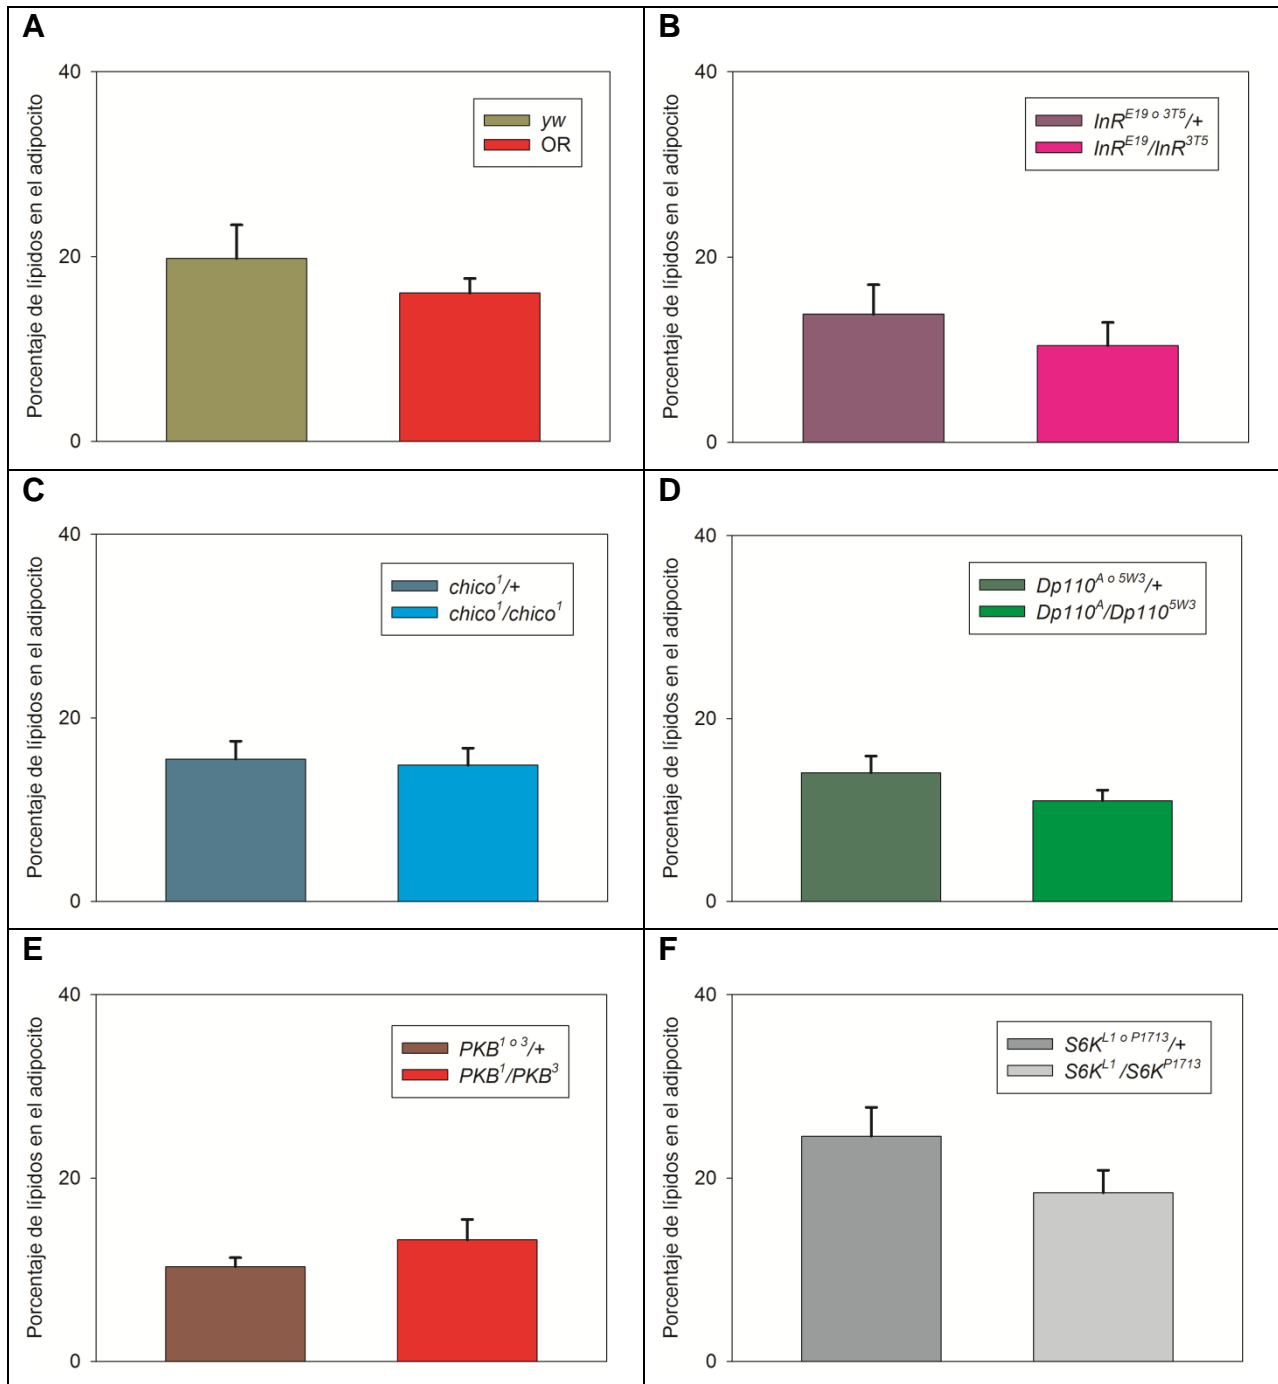 A
Porcentaje de lípidos en el adipocito
40
20
0
yw
OR
B
Porcentaje de lípidos en el adipocito
40
20
0
InR^E19 o 3T5/+
InR^E19/InR^3T5
C
Porcentaje de lípidos en el adipocito
40
20
0
chico^1/+
chico^1/chico^1
D
Porcentaje de lípidos en el adipocito
40
20
0
Dp110^A o 5W3/+
Dp110^A/Dp110^5W3
E
Porcentaje de lípidos en el adipocito
40
20
0
PKB^1 o 3/+
PKB^1/PKB^3
F
Porcentaje de lípidos en el adipocito
40
20
0
S6K^L1 o P1713/+
S6K^L1/S6K^P1713